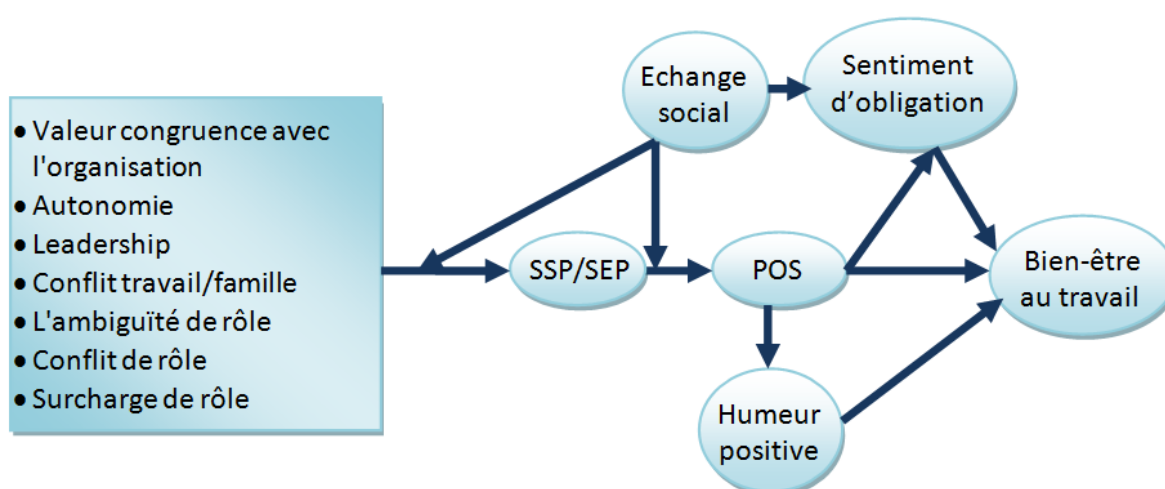 • Valeur congruence avec
l'organisation
• Autonomie
• Leadership
• Conflit travail/famille
• L'ambiguïté de rôle
• Conflit de rôle
• Surcharge de rôle
Echange
social
Sentiment
d'obligation
SSP/SEP
POS
Bien-être
au travail
Humeur
positive